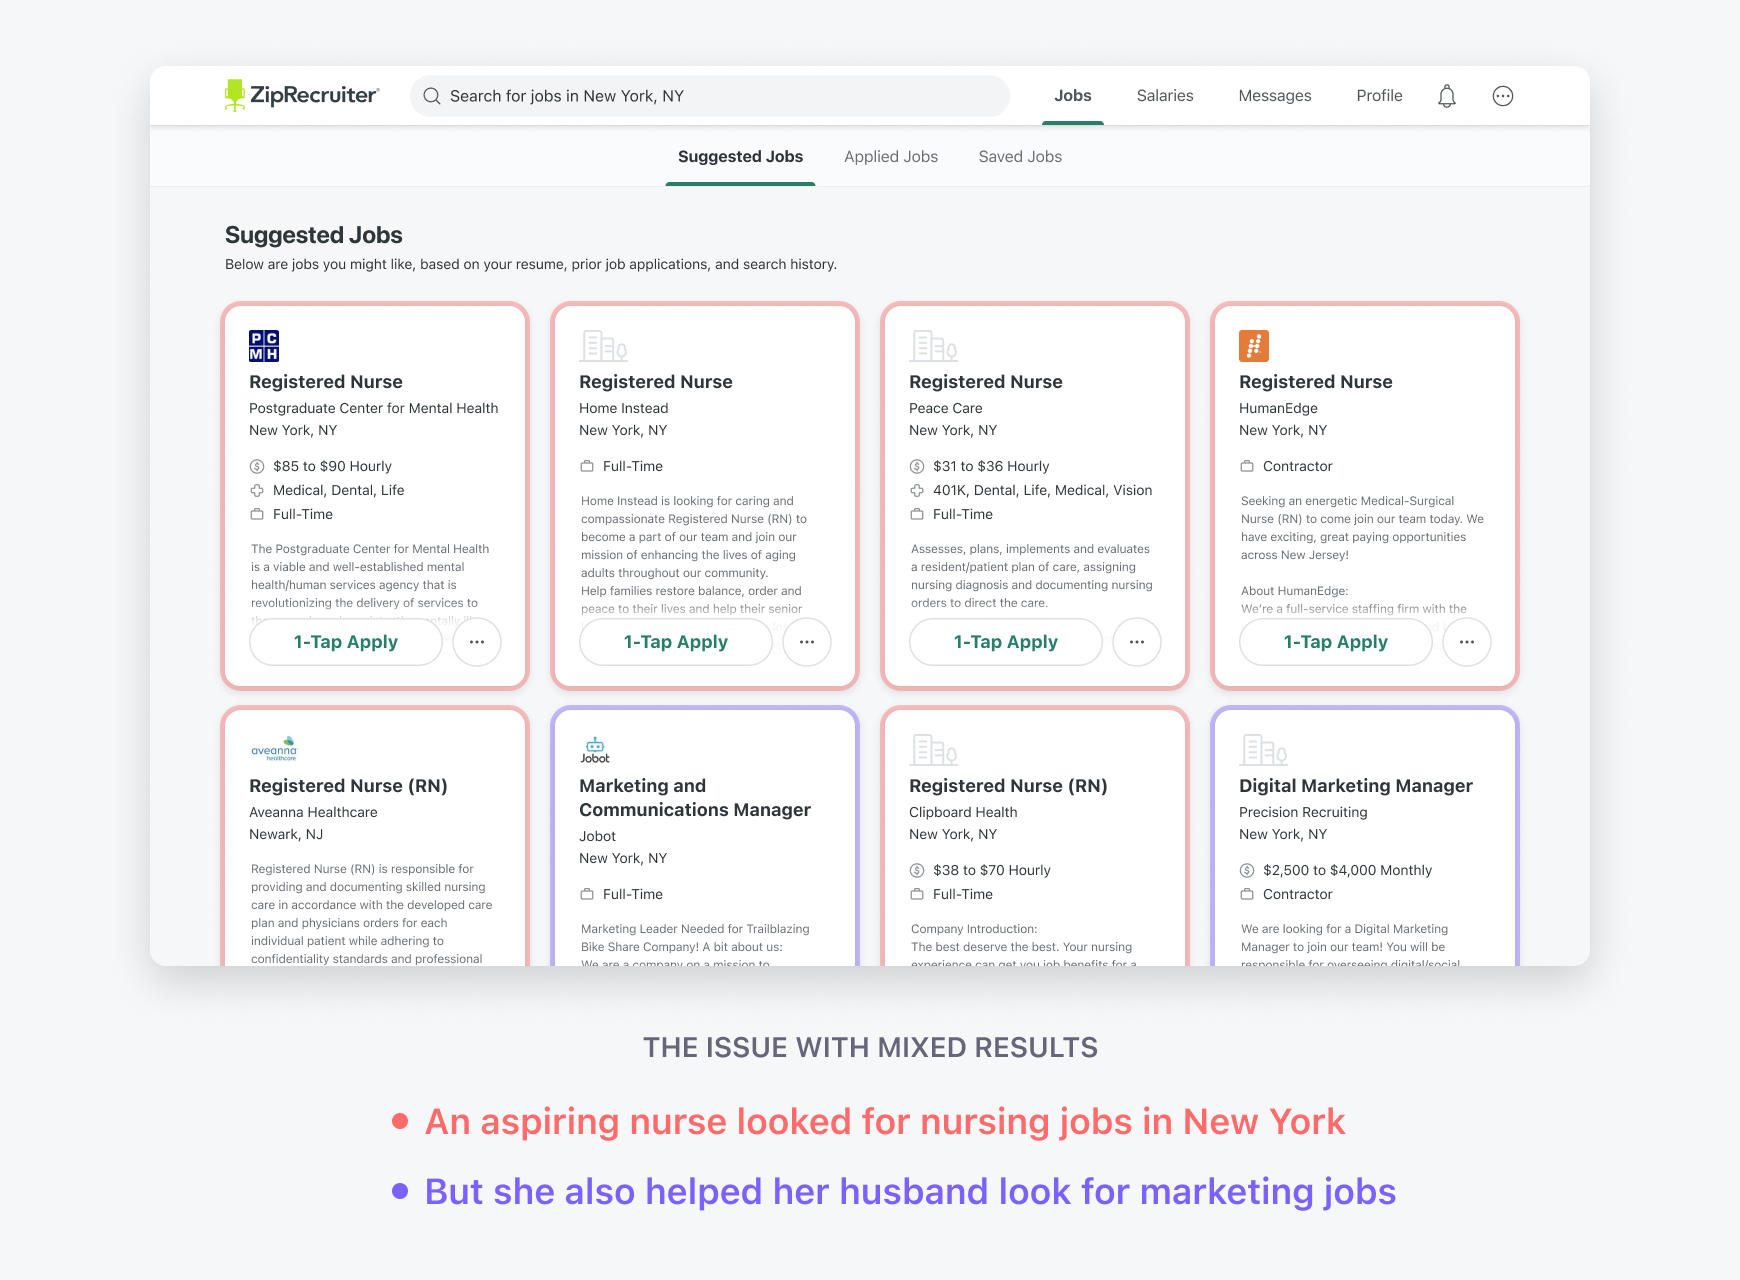 ZipRecruiter
Search for jobs in New York, NY
Jobs
Salaries
Messages
Profile
Suggested Jobs
Applied Jobs
Saved Jobs
Suggested Jobs
Below are jobs you might like, based on your resume, prior job applications, and search history.
PC
MH
Registered Nurse
Postgraduate Center for Mental Health
New York, NY
$85 to $90 Hourly
Medical, Dental, Life
Full-Time
The Postgraduate Center for Mental Health
is a viable and well-established mental
health/human services agency that is
revolutionizing the delivery of services to
1-Tap Apply
Registered Nurse
Home Instead
New York, NY
Full-Time
Home Instead is looking for caring and
compassionate Registered Nurse (RN) to
become a part of our team and join our
mission of enhancing the lives of aging
adults throughout our community.
Help families restore balance, order and
peace to their lives and help their senior
1-Tap Apply
Registered Nurse
Peace Care
New York, NY
$31 to $36 Hourly
401K, Dental, Life, Medical, Vision
Full-Time
Assesses, plans, implements and evaluates
a resident/patient plan of care, assigning
nursing diagnosis and documenting nursing
orders to direct the care.
1-Tap Apply
Registered Nurse
HumanEdge
New York, NY
Contractor
Seeking an energetic Medical-Surgical
Nurse (RN) to come join our team today. We
have exciting, great paying opportunities
across New Jersey!
About HumanEdge:
We're a full-service staffing firm with the
1-Tap Apply
aveanna
healthcare
Registered Nurse (RN)
Aveanna Healthcare
Newark, NJ
Registered Nurse (RN) is responsible for
providing and documenting skilled nursing
care in accordance with the developed care
plan and physicians orders for each
individual patient while adhering to
confidentiality standards and professional
Jobot
Marketing and
Communications Manager
Jobot
New York, NY
Full-Time
Marketing Leader Needed for Trailblazing
Bike Share Company! A bit about us:
We are a company on a mission to
Registered Nurse (RN)
Clipboard Health
New York, NY
$38 to $70 Hourly
Full-Time
Company Introduction:
The best deserve the best. Your nursing
experience can get you job benefits for a
Digital Marketing Manager
Precision Recruiting
New York, NY
$2,500 to $4,000 Monthly
Contractor
We are looking for a Digital Marketing
Manager to join our team! You will be
responsible for overseeing digital/social
THE ISSUE WITH MIXED RESULTS
• An aspiring nurse looked for nursing jobs in New York
• But she also helped her husband look for marketing jobs